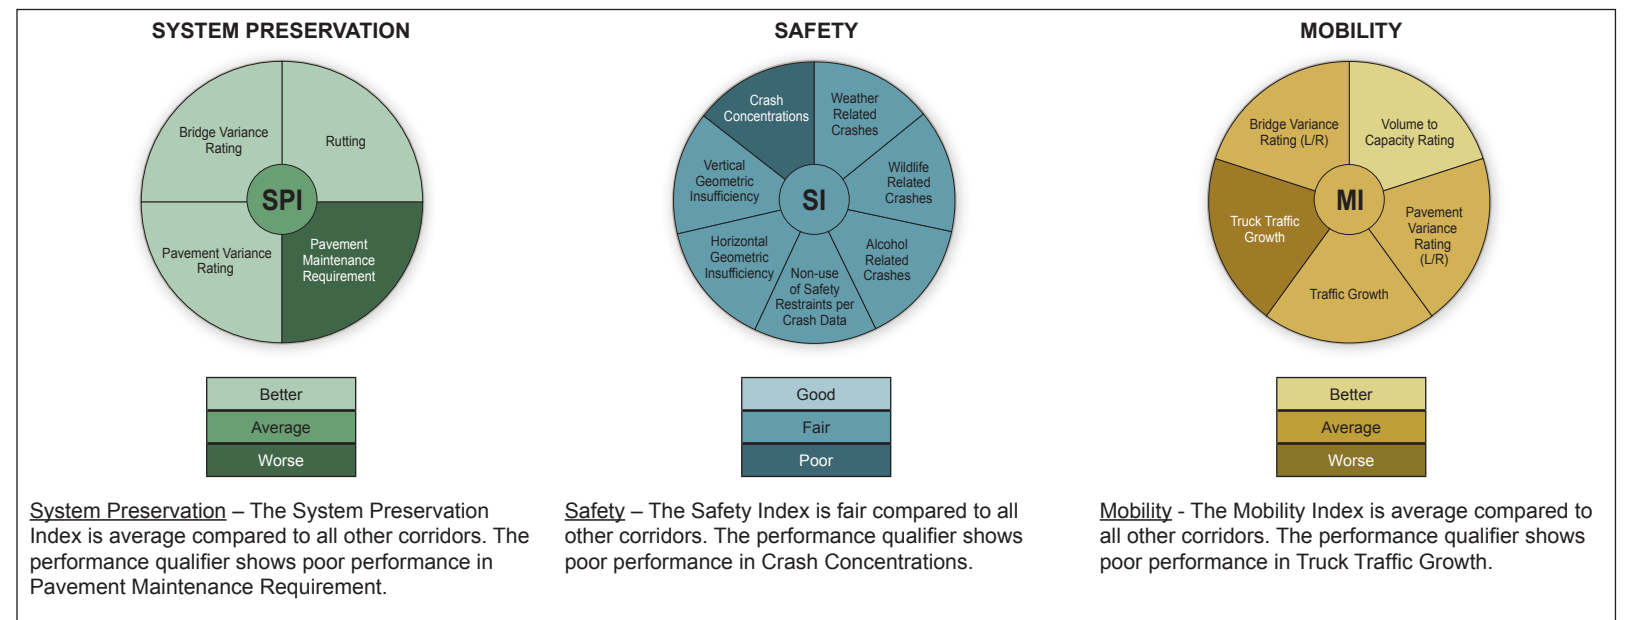 SYSTEM PRESERVATION
Bridge Variance
Rating
Rutting
SPI
Pavement Variance
Rating
Pavement
Maintenance
Requirement
Better
Average
Worse
System Preservation – The System Preservation
Index is average compared to all other corridors. The
performance qualifier shows poor performance in
Pavement Maintenance Requirement.
SAFETY
Crash
Concentrations
Weather
Related
Crashes
Vertical
Geometric
Insufficiency
Wildlife
Related
Crashes
SI
Horizontal
Geometric
Insufficiency
Alcohol
Related
Crashes
Non-use
of Safety
Restraints per
Crash Data
Good
Fair
Poor
Safety – The Safety Index is fair compared to all
other corridors. The performance qualifier shows
poor performance in Crash Concentrations.
MOBILITY
Bridge Variance
Rating (L/R)
Volume to
Capacity Rating
MI
Truck Traffic
Growth
Pavement
Variance
Rating
(L/R)
Traffic Growth
Better
Average
Worse
Mobility - The Mobility Index is average compared to
all other corridors. The performance qualifier shows
poor performance in Truck Traffic Growth.